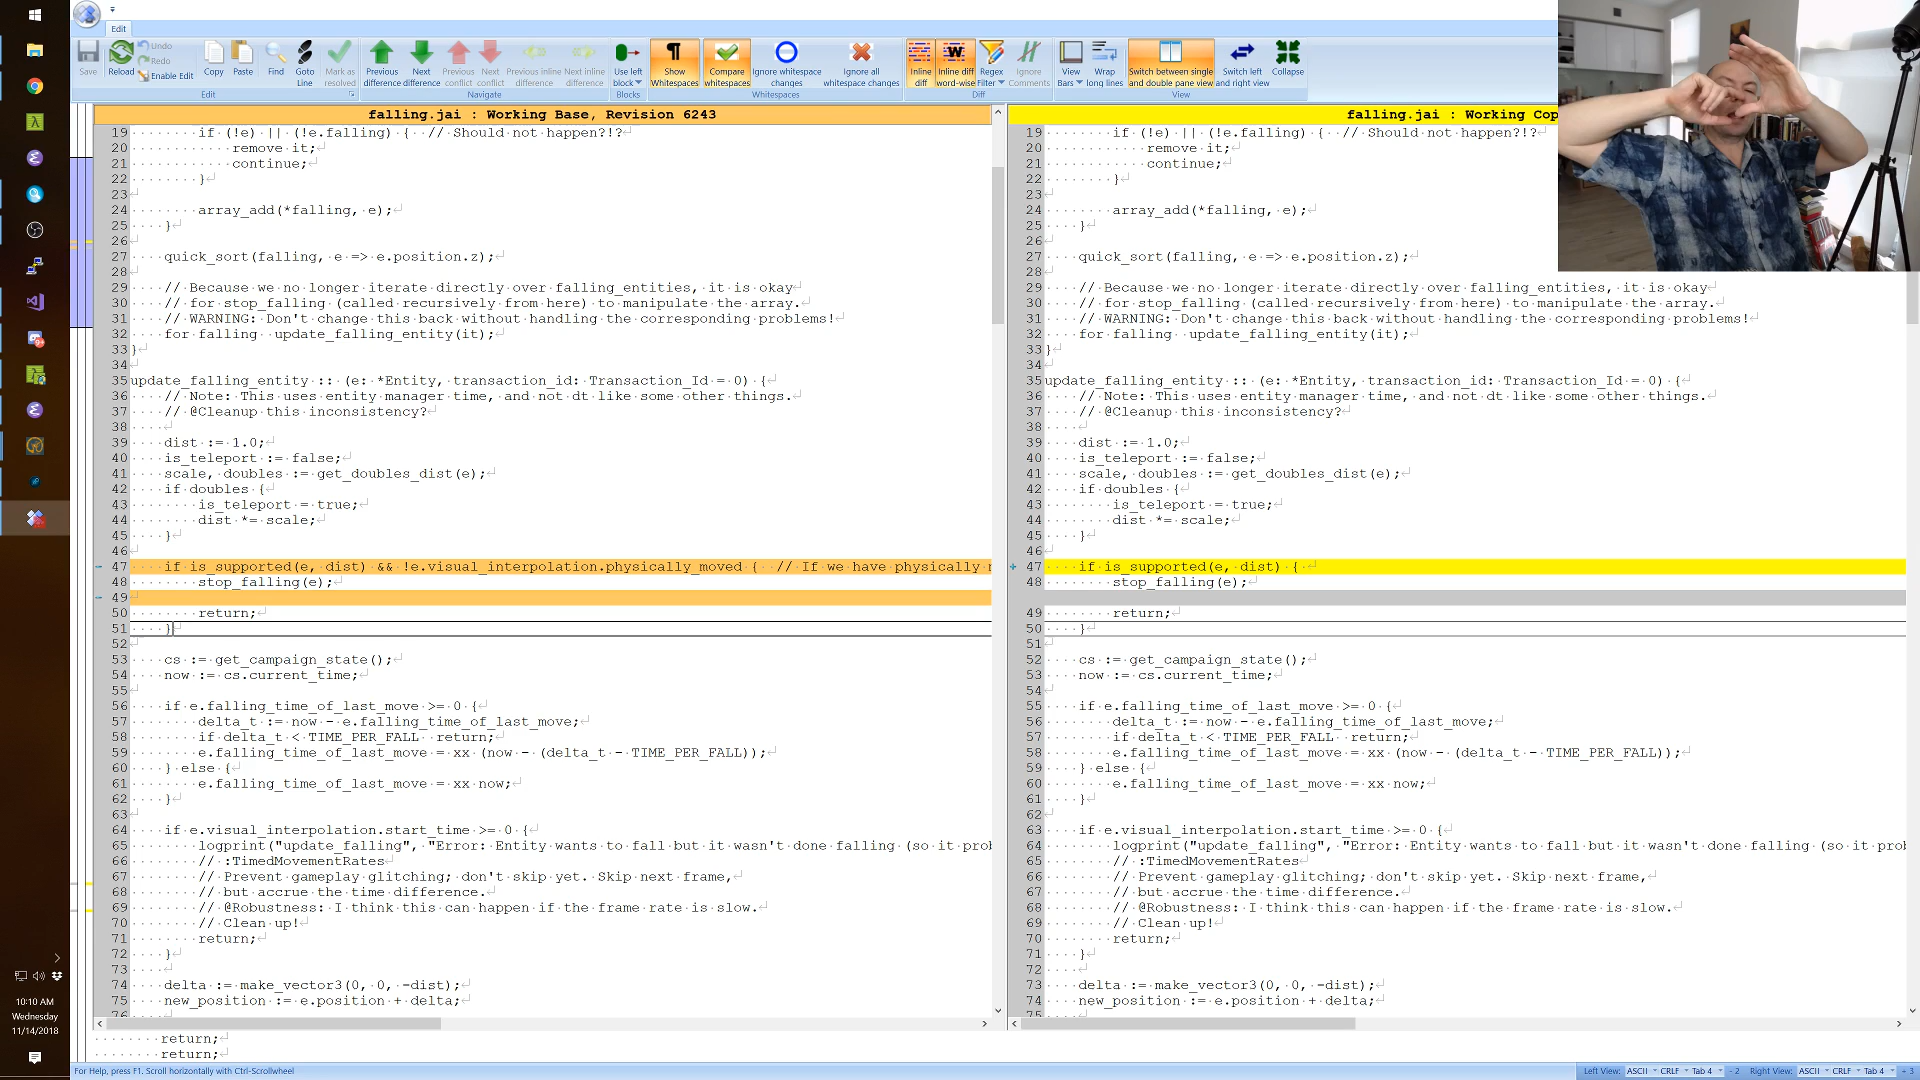 Edit
Save
Reload
Undo
Redo
Enable Edit
Copy
Paste
Find
Goto Line
Mark as resolved
Previous difference
Next difference
Previous conflict
Next conflict
Previous inline difference
Next inline difference
Use left block
Show Whitespaces
Compare whitespaces
Ignore whitespace changes
Ignore all whitespace changes
Inline diff
Inline diff word-wise
Regex Filter
Ignore Comments
View Bars
Wrap long lines
Switch between single and double pane view
Switch left and right view
Collapse
Edit
Navigate
Blocks
Whitespaces
Diff
View
falling.jai : Working Base, Revision 6243
19 if (!e) || (!e.falling) { // Should not happen?!?
20 remove it;
21 continue;
22 }
23
24 array_add(*falling, e);
25 }
26
27 quick_sort(falling, e => e.position.z);
28
29 // Because we no longer iterate directly over falling_entities, it is okay
30 // for stop_falling (called recursively from here) to manipulate the array.
31 // WARNING: Don't change this back without handling the corresponding problems!
32 for falling update_falling_entity(it);
33 }
34
35 update_falling_entity :: (e: *Entity, transaction_id: Transaction_Id = 0) {
36 // Note: This uses entity manager time, and not dt like some other things.
37 // @Cleanup this inconsistency?
38
39 dist := 1.0;
40 is_teleport := false;
41 scale, doubles := get_doubles_dist(e);
42 if doubles {
43 is_teleport = true;
44 dist *= scale;
45 }
46
47 if is_supported(e, dist) && !e.visual_interpolation.physically_moved { // If we have physically
48 stop_falling(e);
49
50 return;
51 }
52
53 cs := get_campaign_state();
54 now := cs.current_time;
55
56 if e.falling_time_of_last_move >= 0 {
57 delta_t := now - e.falling_time_of_last_move;
58 if delta_t < TIME_PER_FALL return;
59 e.falling_time_of_last_move = xx (now - (delta_t - TIME_PER_FALL));
60 } else {
61 e.falling_time_of_last_move = xx now;
62 }
63
64 if e.visual_interpolation.start_time >= 0 {
65 logprint("update_falling", "Error: Entity wants to fall but it wasn't done falling (so it prob
66 // :TimedMovementRates
67 // Prevent gameplay glitching; don't skip yet. Skip next frame,
68 // but accrue the time difference.
69 // @Robustness: I think this can happen if the frame rate is slow.
70 // Clean up!
71 return;
72 }
73
74 delta := make_vector3(0, 0, -dist);
75 new_position := e.position + delta;
76
falling.jai : Working Cop
19 if (!e) || (!e.falling) { // Should not happen?!?
20 remove it;
21 continue;
22 }
23
24 array_add(*falling, e);
25 }
26
27 quick_sort(falling, e => e.position.z);
28
29 // Because we no longer iterate directly over falling_entities, it is okay
30 // for stop_falling (called recursively from here) to manipulate the array.
31 // WARNING: Don't change this back without handling the corresponding problems!
32 for falling update_falling_entity(it);
33 }
34
35 update_falling_entity :: (e: *Entity, transaction_id: Transaction_Id = 0) {
36 // Note: This uses entity manager time, and not dt like some other things.
37 // @Cleanup this inconsistency?
38
39 dist := 1.0;
40 is_teleport := false;
41 scale, doubles := get_doubles_dist(e);
42 if doubles {
43 is_teleport = true;
44 dist *= scale;
45 }
46
47 if is_supported(e, dist) {
48 stop_falling(e);
49 return;
50 }
51
52 cs := get_campaign_state();
53 now := cs.current_time;
54
55 if e.falling_time_of_last_move >= 0 {
56 delta_t := now - e.falling_time_of_last_move;
57 if delta_t < TIME_PER_FALL return;
58 e.falling_time_of_last_move = xx (now - (delta_t - TIME_PER_FALL));
59 } else {
60 e.falling_time_of_last_move = xx now;
61 }
62
63 if e.visual_interpolation.start_time >= 0 {
64 logprint("update_falling", "Error: Entity wants to fall but it wasn't done falling (so it prob
65 // :TimedMovementRates
66 // Prevent gameplay glitching; don't skip yet. Skip next frame,
67 // but accrue the time difference.
68 // @Robustness: I think this can happen if the frame rate is slow.
69 // Clean up!
70 return;
71 }
72
73 delta := make_vector3(0, 0, -dist);
74 new_position := e.position + delta;
75
return;
return;
10:10 AM
Wednesday
11/14/2018
For Help, press F1. Scroll horizontally with Ctrl-Scrollwheel
Left View: ASCII CRLF Tab 4 - 2 Right View: ASCII CRLF Tab 4 + 3